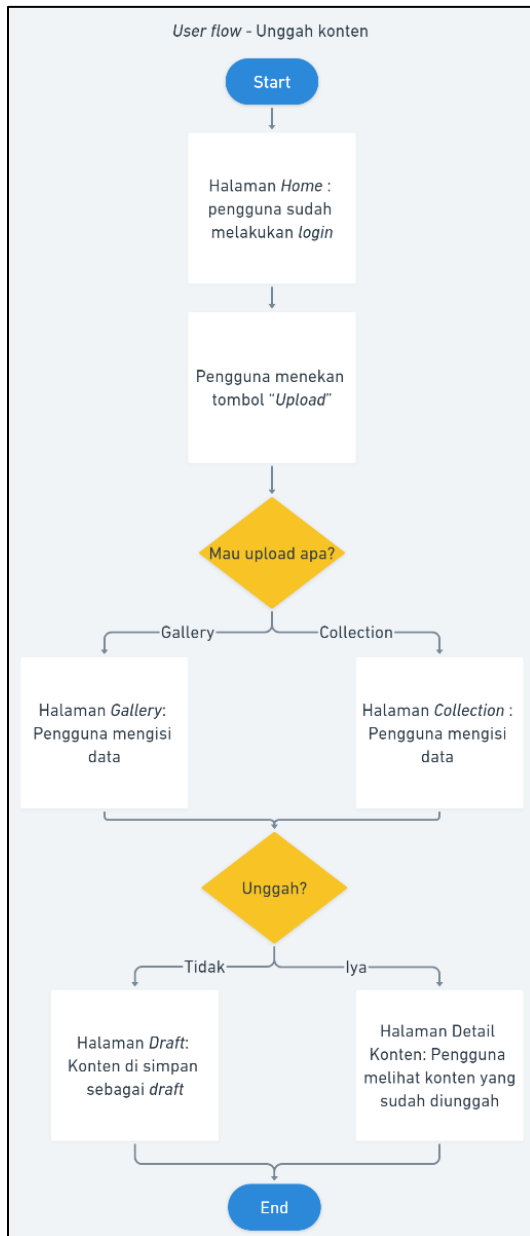 User flow - Unggah konten
Start
Halaman Home :
pengguna sudah
melakukan login
Pengguna menekan
tombol “Upload”
Mau upload apa?
Gallery
Collection
Halaman Gallery:
Pengguna mengisi
data
Halaman Collection :
Pengguna mengisi
data
Unggah?
Tidak
Iya
Halaman Draft:
Konten di simpan
sebagai draft
Halaman Detail
Konten: Pengguna
melihat konten yang
sudah diunggah
End